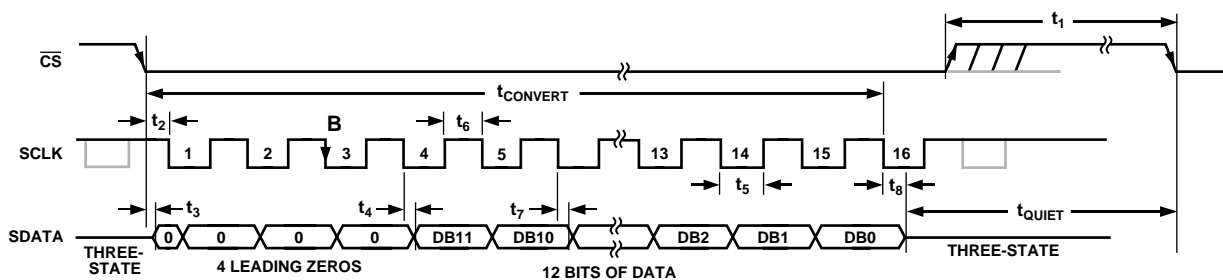 t1
CS
tCONVERT
t2
B
t6
SCLK
1 2 3 4 5 13 14 15 16
t5
t8
t3
t4
t7
tQUIET
SDATA
0 0 0 0 DB11 DB10 DB2 DB1 DB0
THREE-
STATE
THREE-STATE
4 LEADING ZEROS
12 BITS OF DATA